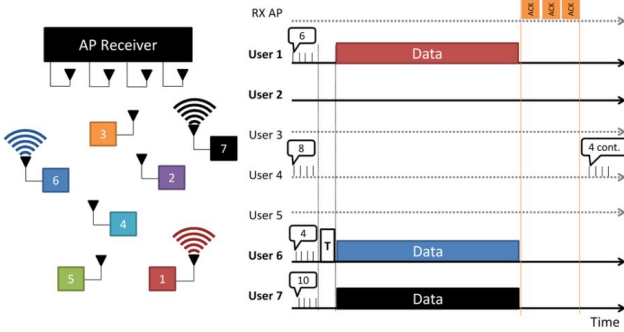 AP Receiver
3
7
6
2
4
5
1
RX AP
ACK
ACK
ACK
6
User 1
Data
User 2
User 3
8
4 cont.
User 4
User 5
4
User 6
T
Data
10
User 7
Data
Time